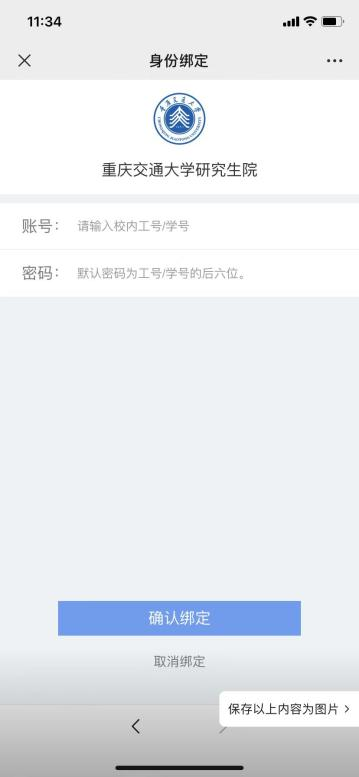 11:34
身份绑定
重庆交通大学研究生院
账号： 请输入校内工号/学号
密码： 默认密码为工号/学号的后六位。
确认绑定
取消绑定
保存以上内容为图片